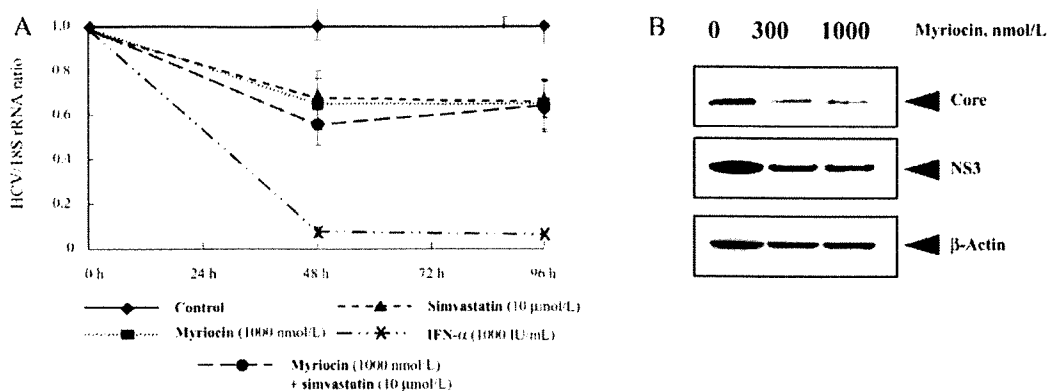 A
HCV/18S rRNA ratio
1.0
0.8
0.6
0.4
0.2
0
0 h
24 h
48 h
72 h
96 h
Control
Simvastatin (10 µmol/L)
Myriocin (1000 nmol/L)
IFN-α (1000 IU/mL)
Myriocin (1000 nmol/L)
+ simvastatin (10 µmol/L)
B
0 300 1000 Myriocin, nmol/L
Core
NS3
β-Actin